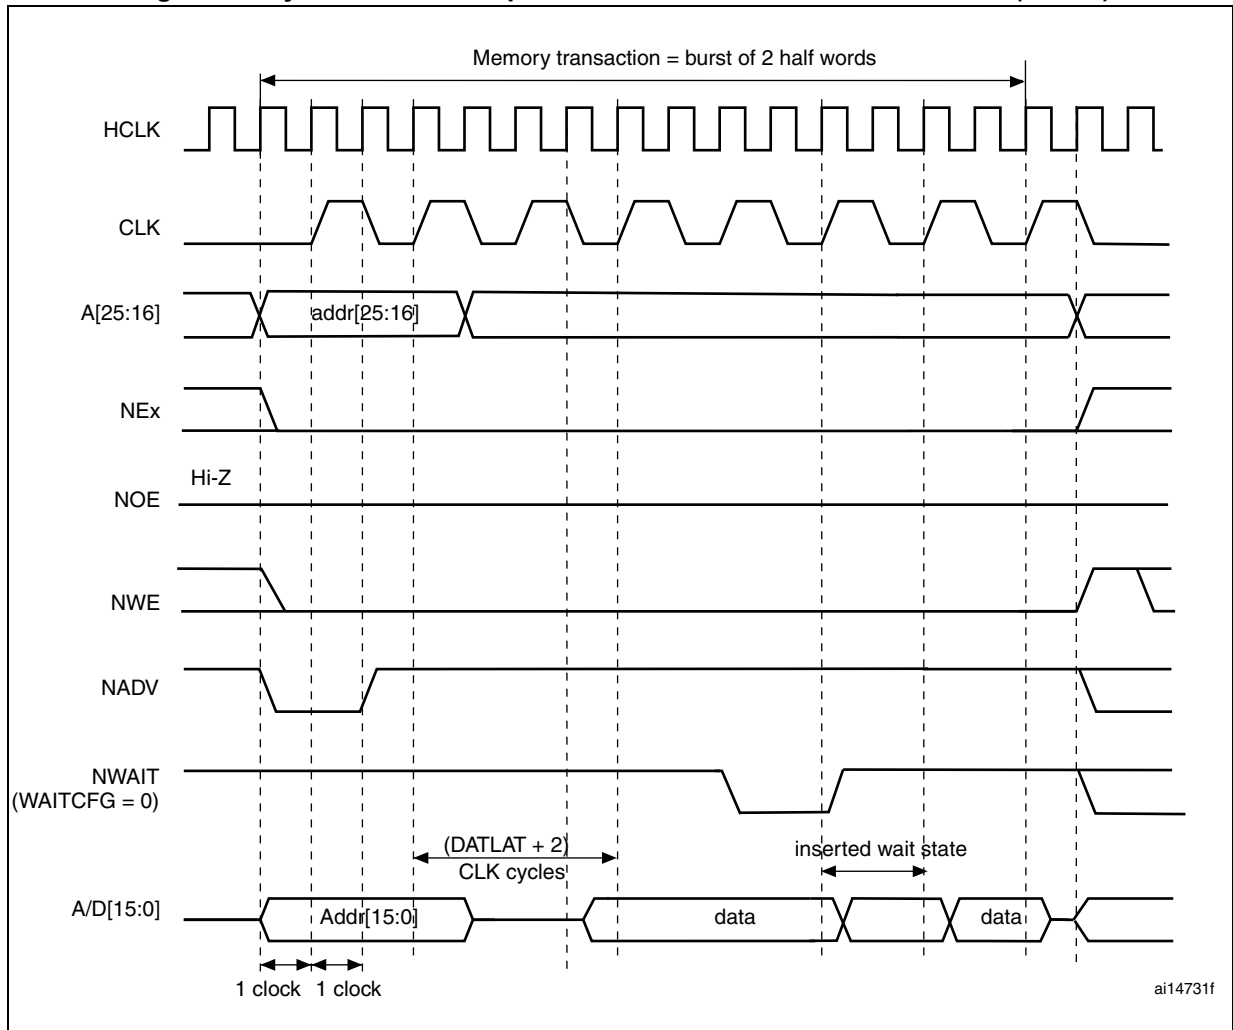 Memory transaction = burst of 2 half words
HCLK
CLK
A[25:16]
addr[25:16]
NEx
Hi-Z
NOE
NWE
NADV
NWAIT
(WAITCFG = 0)
(DATLAT + 2)
CLK cycles
inserted wait state
A/D[15:0]
Addr[15:0]
data
data
1 clock 1 clock
ai14731f